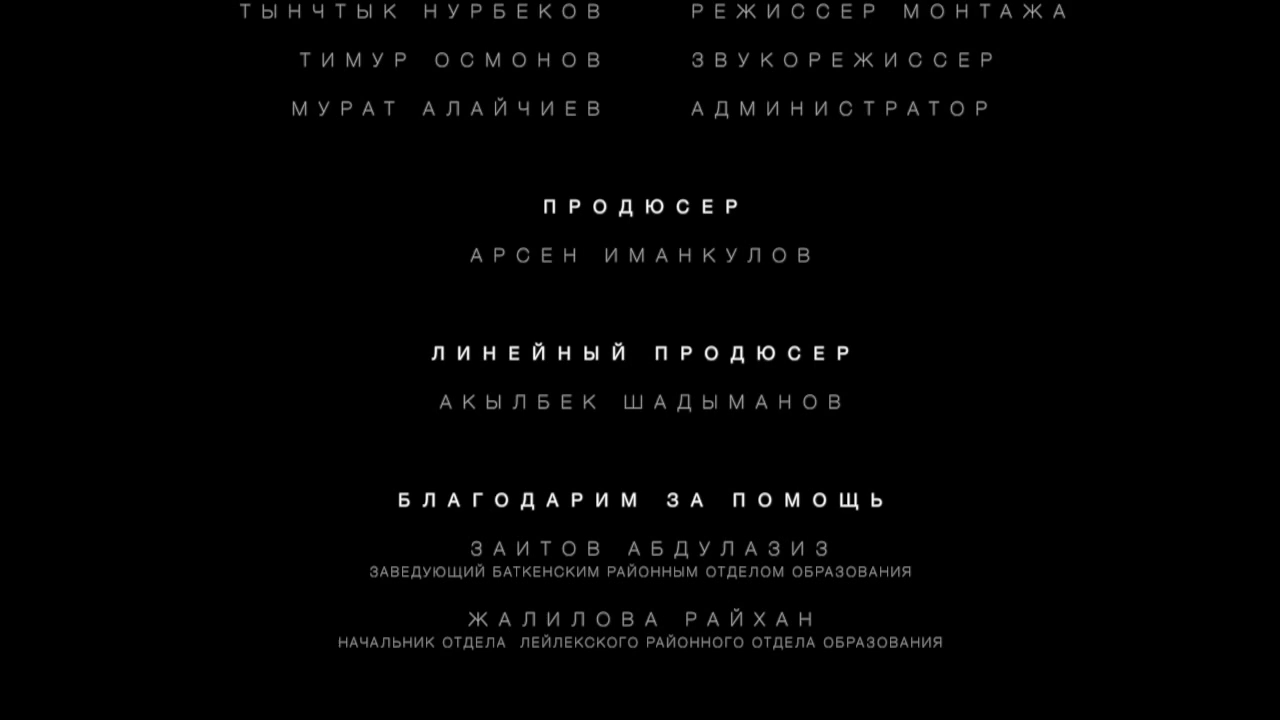 ТЫНЧТЫК НУРБЕКОВ РЕЖИССЕР МОНТАЖА
ТИМУР ОСМОНОВ ЗВУКОРЕЖИССЕР
МУРАТ АЛАЙЧИЕВ АДМИНИСТРАТОР
ПРОДЮСЕР
АРСЕН ИМАНКУЛОВ
ЛИНЕЙНЫЙ ПРОДЮСЕР
АКЫЛБЕК ШАДЫМАНОВ
БЛАГОДАРИМ ЗА ПОМОЩЬ
ЗАИТОВ АБДУЛАЗИЗ
ЗАВЕДУЮЩИЙ БАТКЕНСКИМ РАЙОННЫМ ОТДЕЛОМ ОБРАЗОВАНИЯ
ЖАЛИЛОВА РАЙХАН
НАЧАЛЬНИК ОТДЕЛА ЛЕЙЛЕКСКОГО РАЙОННОГО ОТДЕЛА ОБРАЗОВАНИЯ